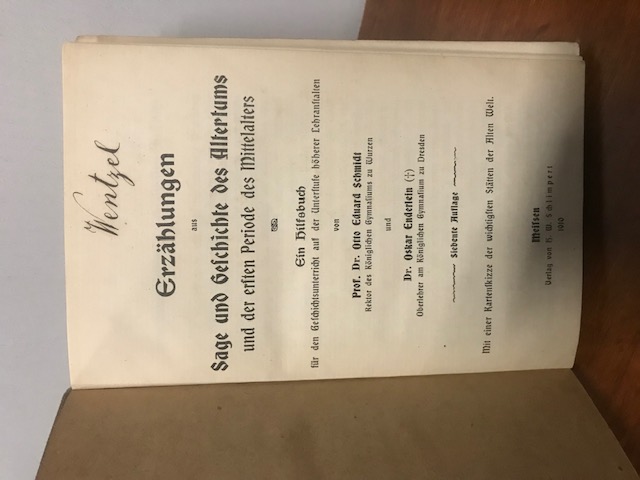 Wentzel
Erzählungen
aus
Sage und Geschichte des Altertums
und der ersten Periode des Mittelalters
Ein Hilfsbuch
für den Geschichtsunterricht auf der Unterstufe höherer Lehranstalten
von
Prof. Dr. Otto Eduard Schmidt
Rektor des Königlichen Gymnasiums zu Wurzen
und
Dr. Oskar Enderlein (†)
Oberlehrer am Königlichen Gymnasium zu Dresden
Siebente Auflage
Mit einer Kartenskizze der wichtigsten Stätten der Alten Welt.
Meissen
Verlag von H. W. Schlimpert
1910